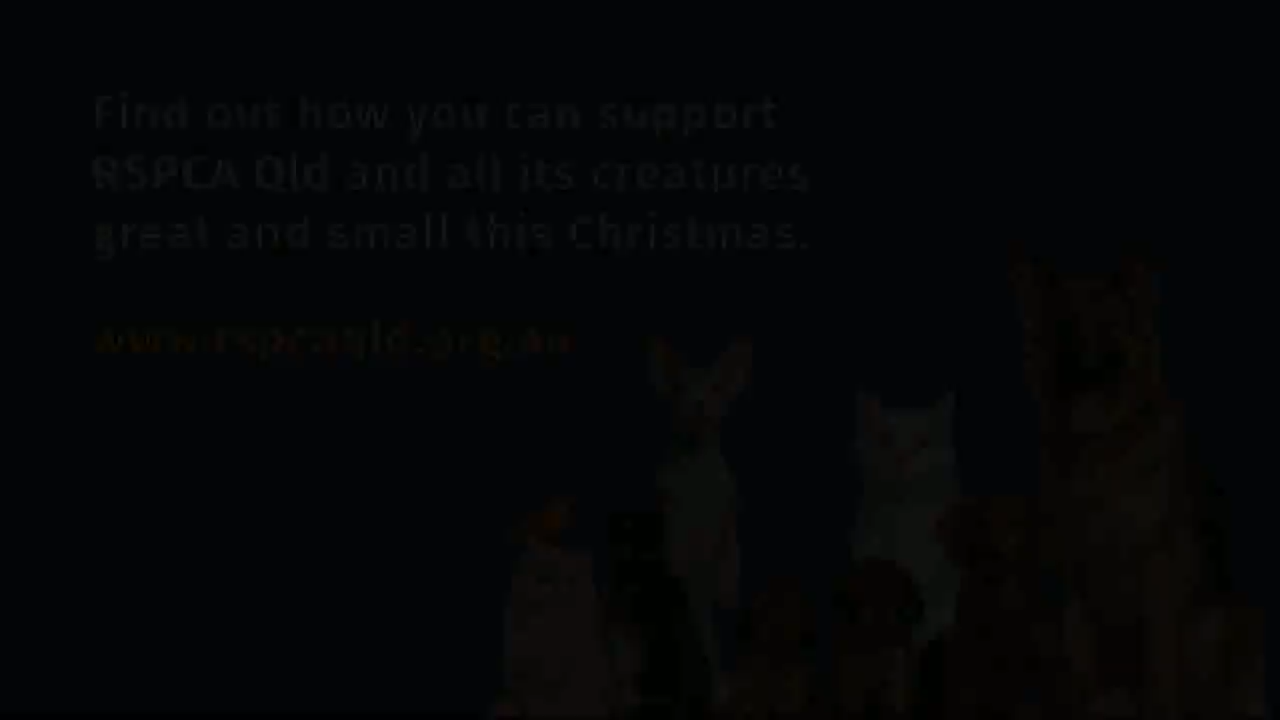 Find out how you can support
RSPCA Qld and all its creatures
great and small this Christmas.
www.rspcaqld.org.au